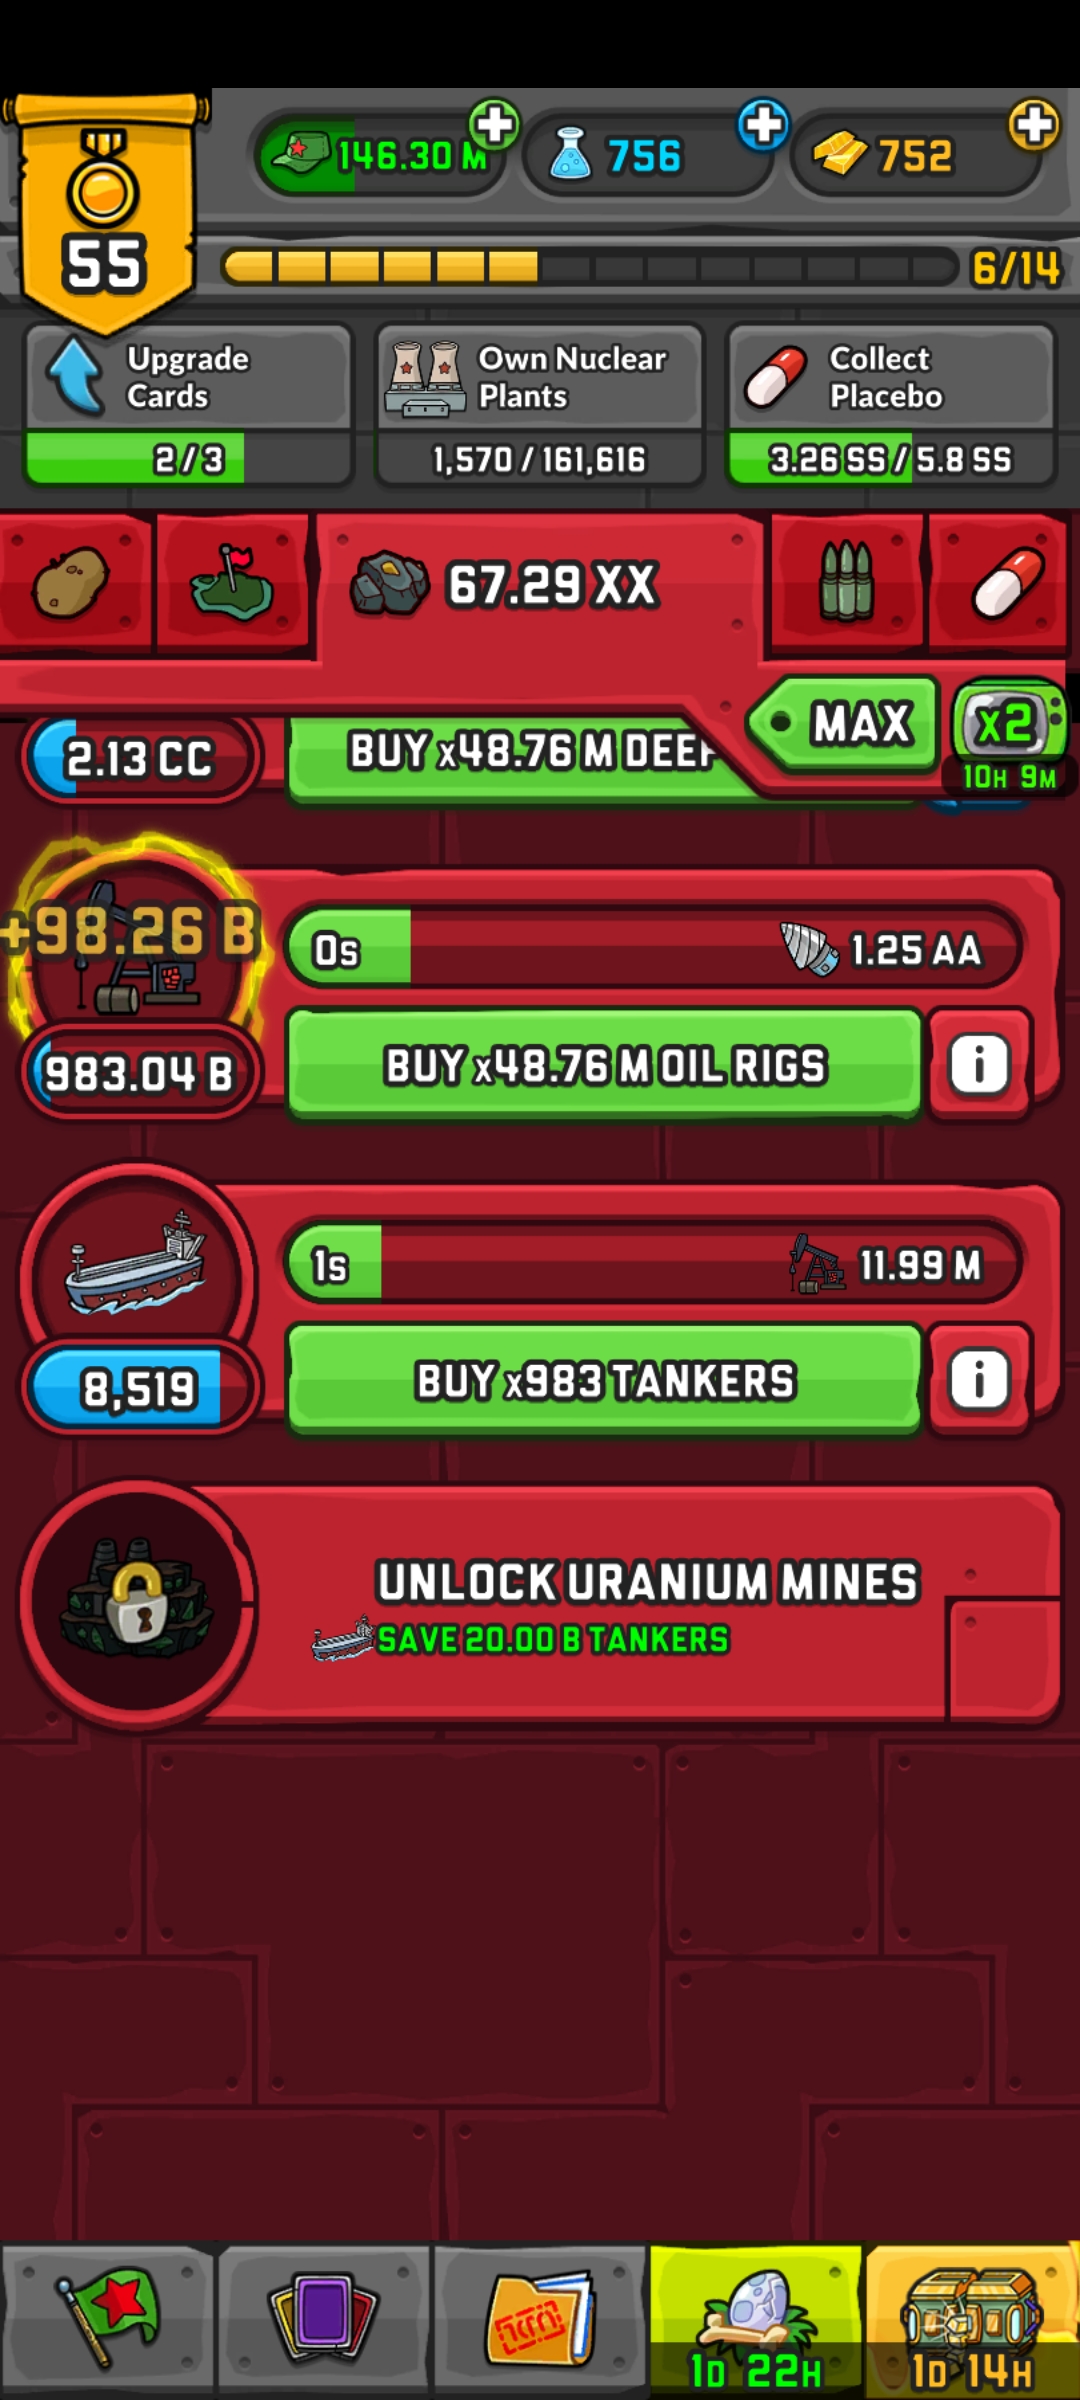 146.30 M
756
752
55
6/14
Upgrade
Cards
Own Nuclear
Plants
Collect
Placebo
2 / 3
1,570 / 161,616
3.26 SS / 5.8 SS
67.29 XX
MAX
x2
10H 9M
2.13 CC
BUY x48.76 M DEEP
+98.26 B
0s
1.25 AA
983.04 B
BUY x48.76 M OIL RIGS
i
1s
11.99 M
8,519
BUY x983 TANKERS
i
UNLOCK URANIUM MINES
SAVE 20.00 B TANKERS
1D 22H
1D 14H